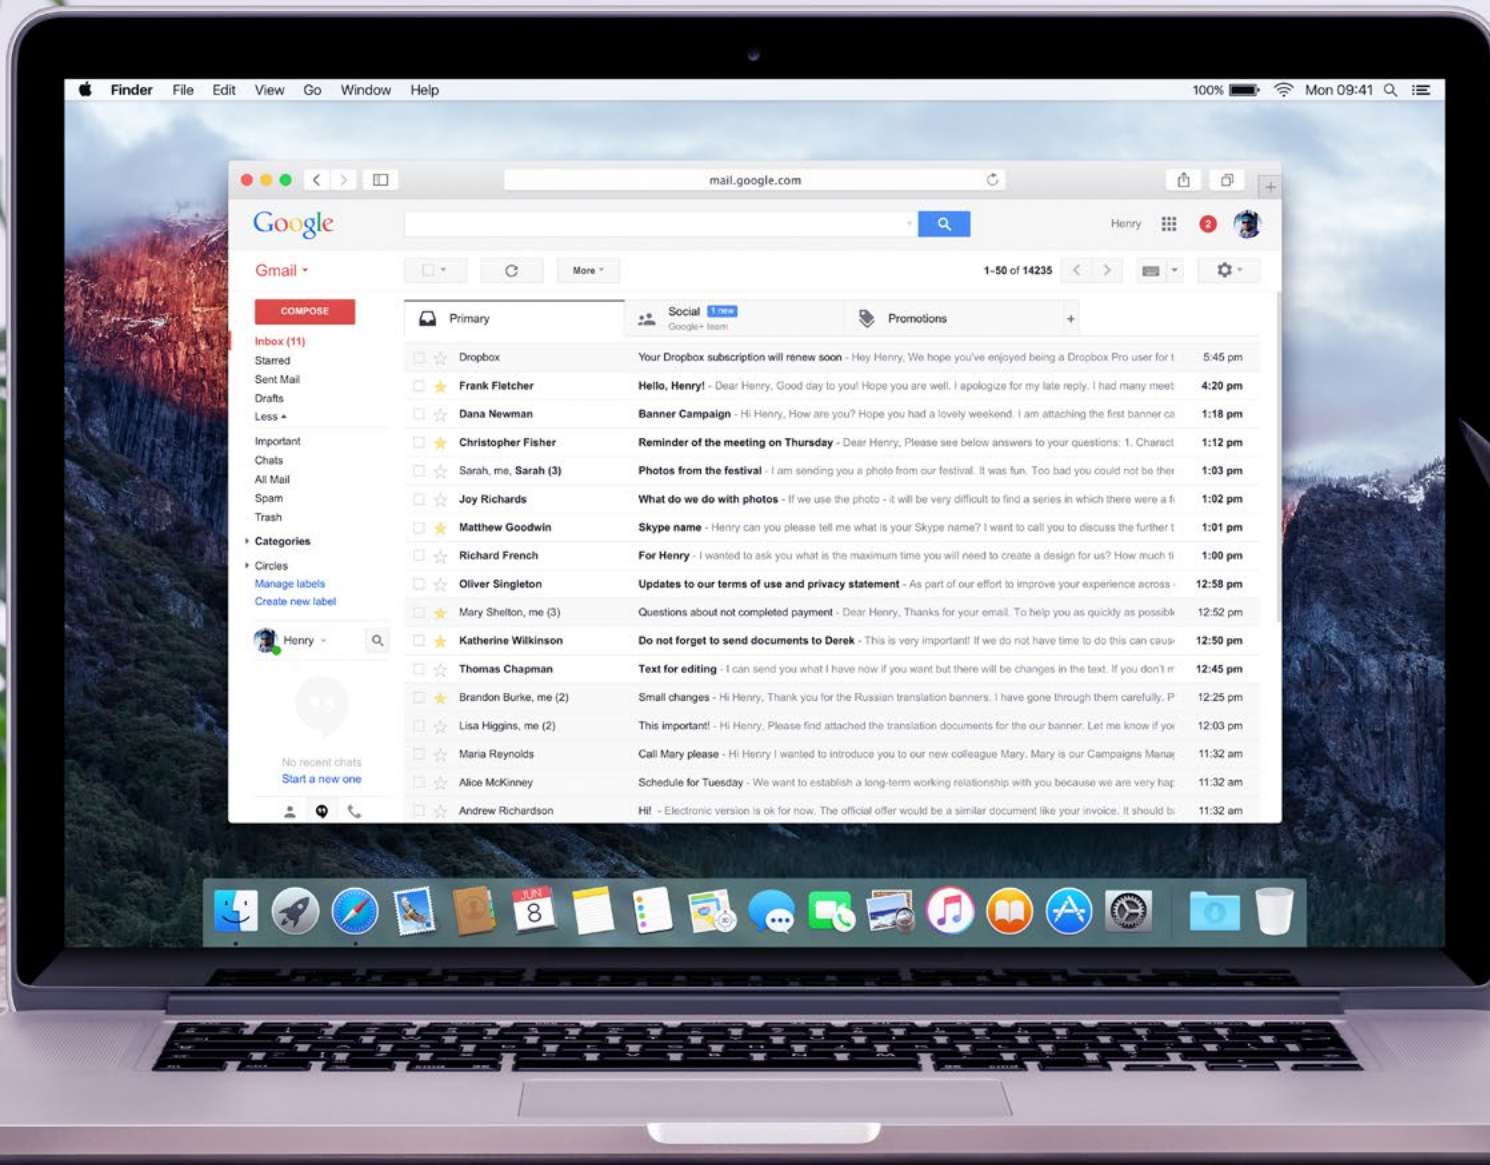 Finder File Edit View Go Window Help 100% Mon 09:41
mail.google.com
Google Henry 2
Gmail More 1-50 of 14235
COMPOSE
Inbox (11)
Starred
Sent Mail
Drafts
Less
Important
Chats
All Mail
Spam
Trash
Categories
Circles
Manage labels
Create new label
Henry
No recent chats
Start a new one
Primary Social 1 new Promotions +
Google+ team
Dropbox Your Dropbox subscription will renew soon - Hey Henry, We hope you've enjoyed being a Dropbox Pro user for t 5:45 pm
Frank Fletcher Hello, Henry! - Dear Henry, Good day to you! Hope you are well. I apologize for my late reply. I had many meet 4:20 pm
Dana Newman Banner Campaign - Hi Henry, How are you? Hope you had a lovely weekend. I am attaching the first banner ca 1:18 pm
Christopher Fisher Reminder of the meeting on Thursday - Dear Henry, Please see below answers to your questions: 1. Charact 1:12 pm
Sarah, me, Sarah (3) Photos from the festival - I am sending you a photo from our festival. It was fun. Too bad you could not be ther 1:03 pm
Joy Richards What do we do with photos - If we use the photo - it will be very difficult to find a series in which there were a f 1:02 pm
Matthew Goodwin Skype name - Henry can you please tell me what is your Skype name? I want to call you to discuss the further t 1:01 pm
Richard French For Henry - I wanted to ask you what is the maximum time you will need to create a design for us? How much ti 1:00 pm
Oliver Singleton Updates to our terms of use and privacy statement - As part of our effort to improve your experience across 12:58 pm
Mary Shelton, me (3) Questions about not completed payment - Dear Henry, Thanks for your email. To help you as quickly as possible 12:52 pm
Katherine Wilkinson Do not forget to send documents to Derek - This is very important! If we do not have time to do this can cause 12:50 pm
Thomas Chapman Text for editing - I can send you what I have now if you want but there will be changes in the text. If you don't 12:45 pm
Brandon Burke, me (2) Small changes - Hi Henry, Thank you for the Russian translation banners. I have gone through them carefully. P 12:25 pm
Lisa Higgins, me (2) This important! - Hi Henry, Please find attached the translation documents for the our banner. Let me know if you 12:03 pm
Maria Reynolds Call Mary please - Hi Henry I wanted to introduce you to our new colleague Mary. Mary is our Campaigns Manag 11:32 am
Alice McKinney Schedule for Tuesday - We want to establish a long-term working relationship with you because we are very hap 11:32 am
Andrew Richardson Hi! - Electronic version is ok for now. The official offer would be a similar document like your invoice. It should b 11:32 am
JUN
8
3D